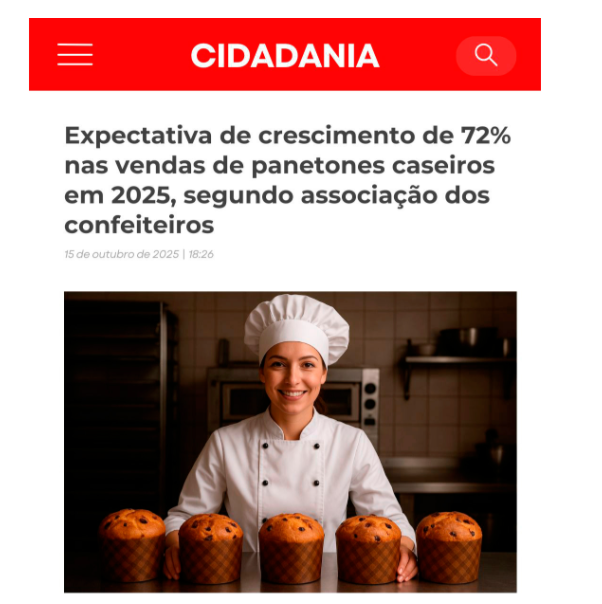 CIDADANIA
Expectativa de crescimento de 72%
nas vendas de panetones caseiros
em 2025, segundo associação dos
confeiteiros
15 de outubro de 2025 | 18:26